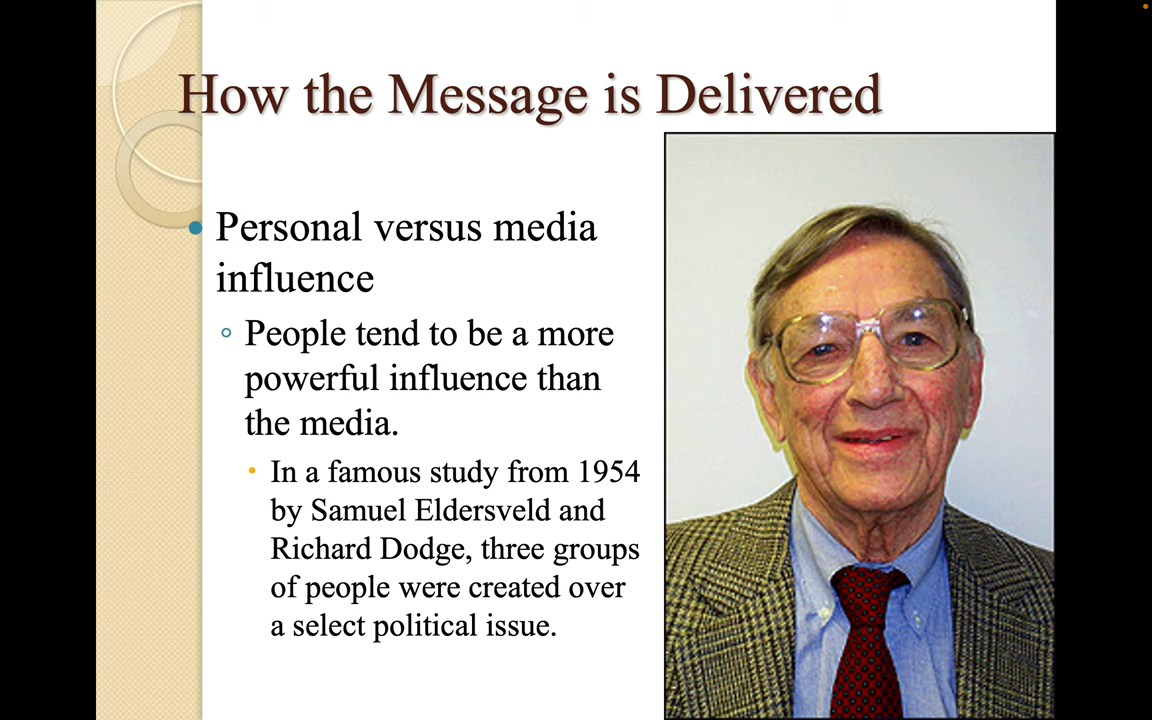 How the Message is Delivered
Personal versus media
influence
People tend to be a more
powerful influence than
the media.
In a famous study from 1954
by Samuel Eldersveld and
Richard Dodge, three groups
of people were created over
a select political issue.